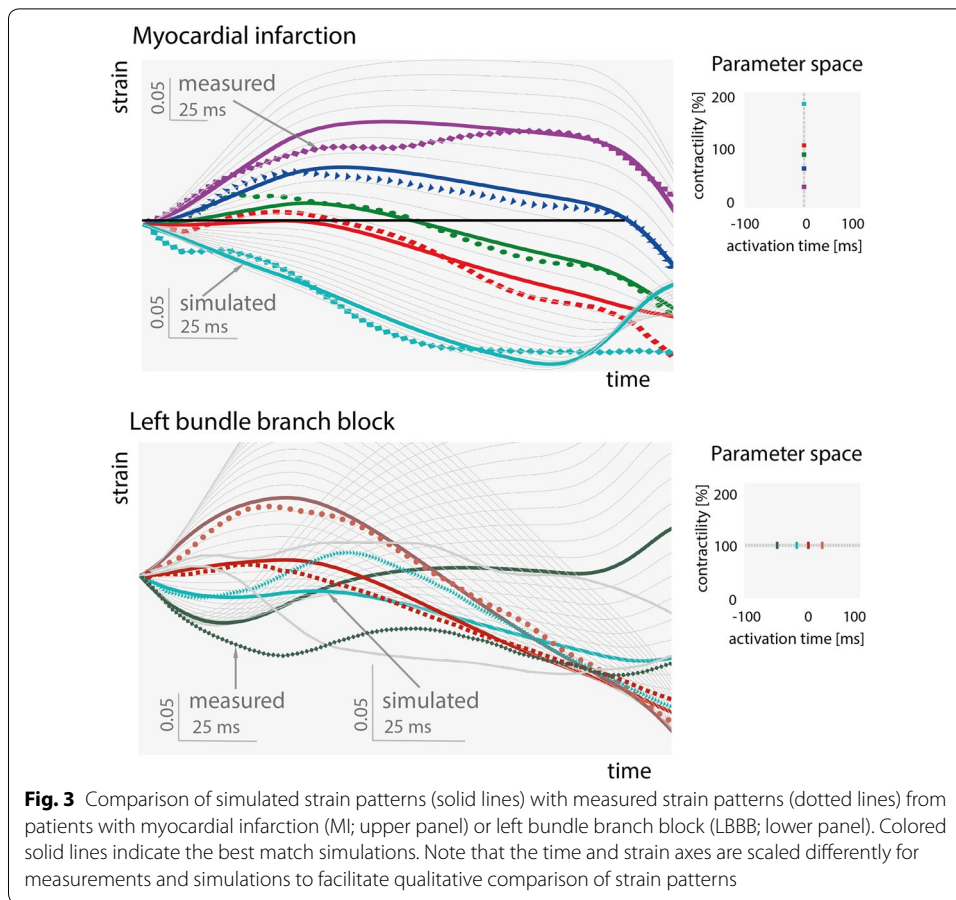 Myocardial infarction
strain
0.05
measured
25 ms
simulated
0.05
25 ms
time
Parameter space
contractility [%]
200
100
0
-100
0
100
activation time [ms]
Left bundle branch block
strain
measured
0.05
25 ms
simulated
0.05
25 ms
time
Parameter space
contractility [%]
200
100
0
-100
0
100
activation time [ms]
Fig. 3 Comparison of simulated strain patterns (solid lines) with measured strain patterns (dotted lines) from
patients with myocardial infarction (MI; upper panel) or left bundle branch block (LBBB; lower panel). Colored
solid lines indicate the best match simulations. Note that the time and strain axes are scaled differently for
measurements and simulations to facilitate qualitative comparison of strain patterns